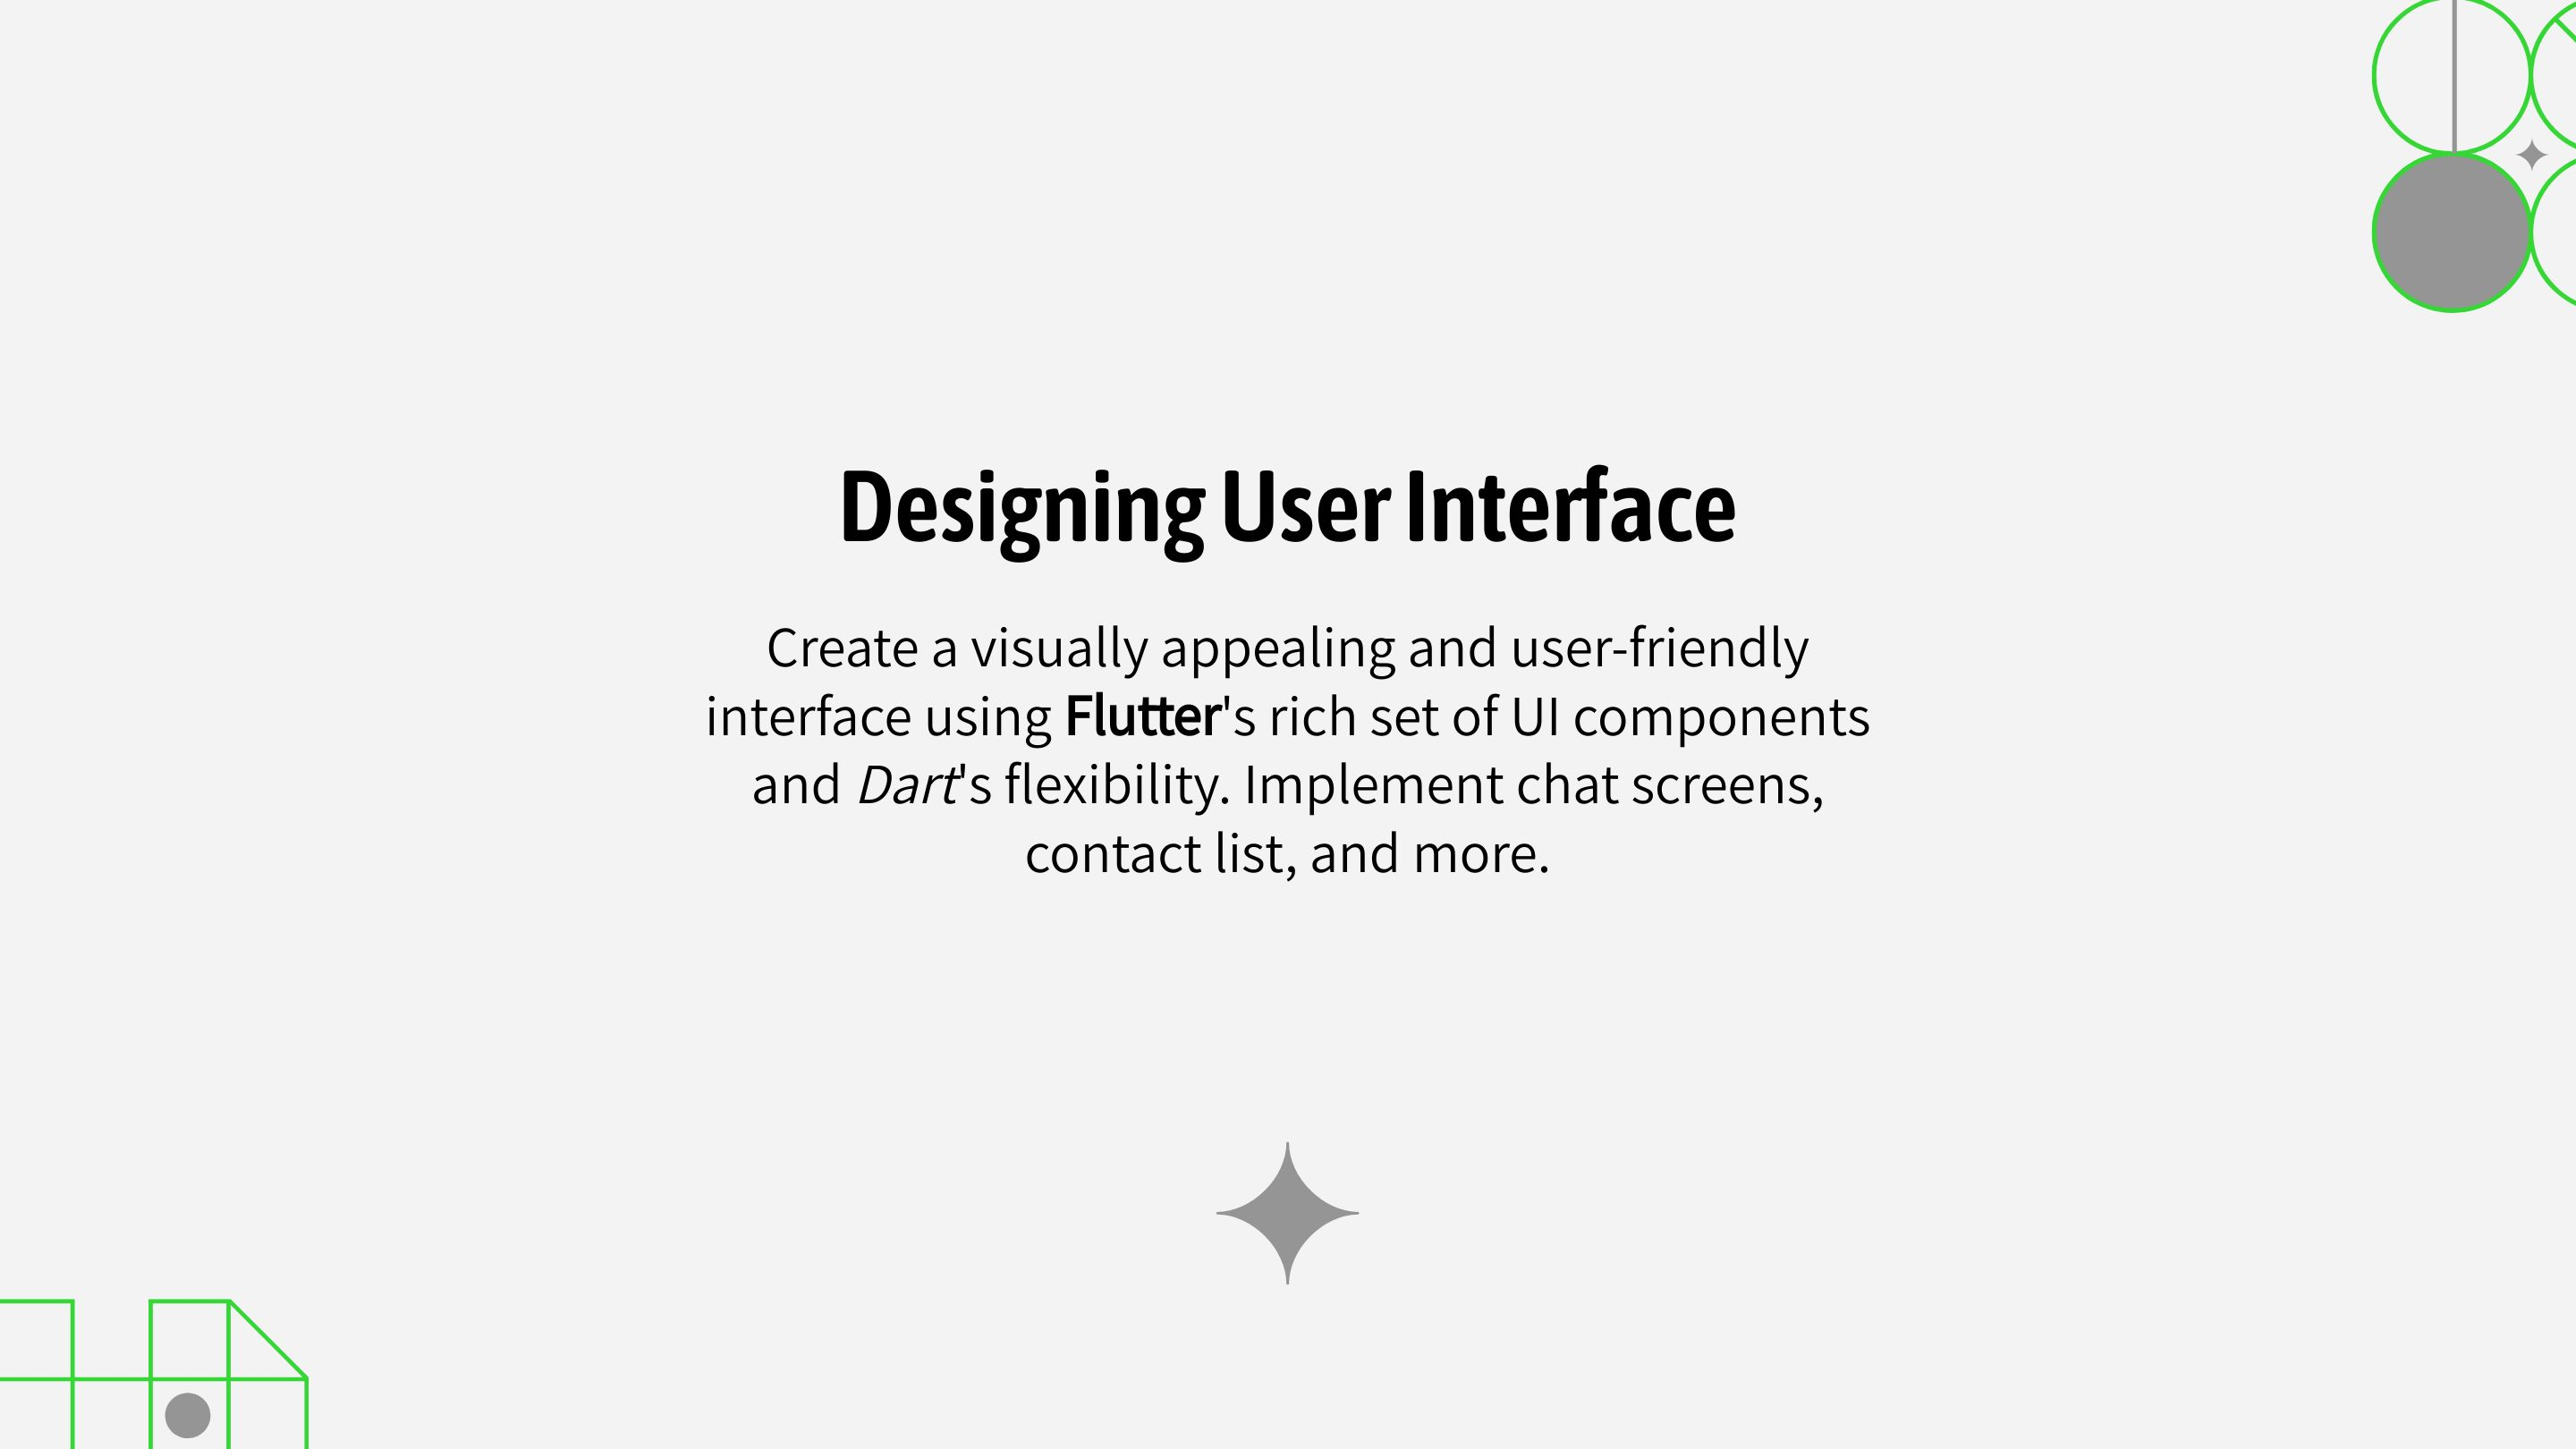 Designing User Interface
Create a visually appealing and user-friendly
interface using Flutter's rich set of UI components
and Dart's flexibility. Implement chat screens,
contact list, and more.